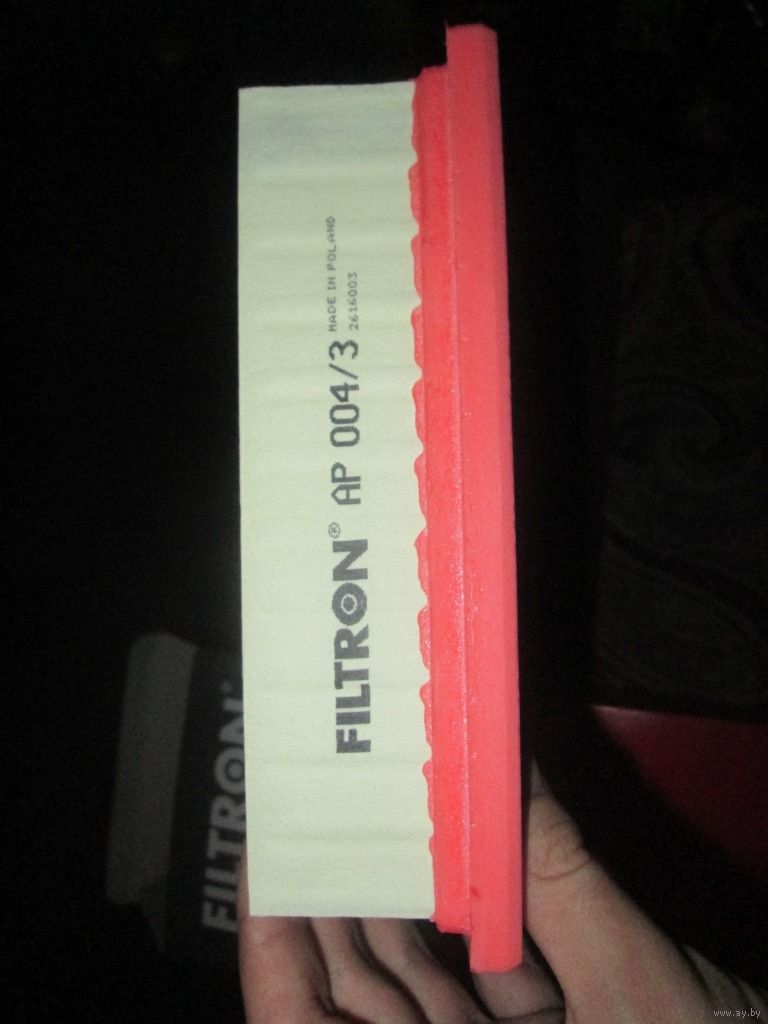 FILTRON® AP 004/3 MADE IN POLAND
2616003
FILTRON
www.ay.by